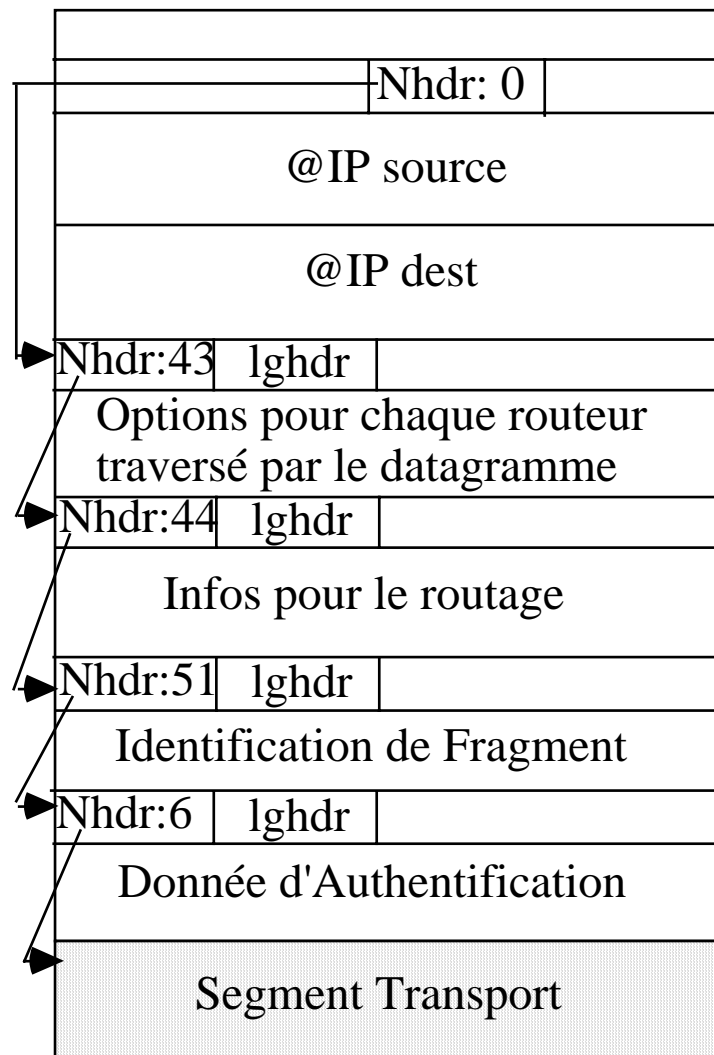 Nhdr: 0
@IP source
@IP dest
Nhdr:43 lghdr
Options pour chaque routeur
traversé par le datagramme
Nhdr:44 lghdr
Infos pour le routage
Nhdr:51 lghdr
Identification de Fragment
Nhdr:6 lghdr
Donnée d'Authentification
Segment Transport